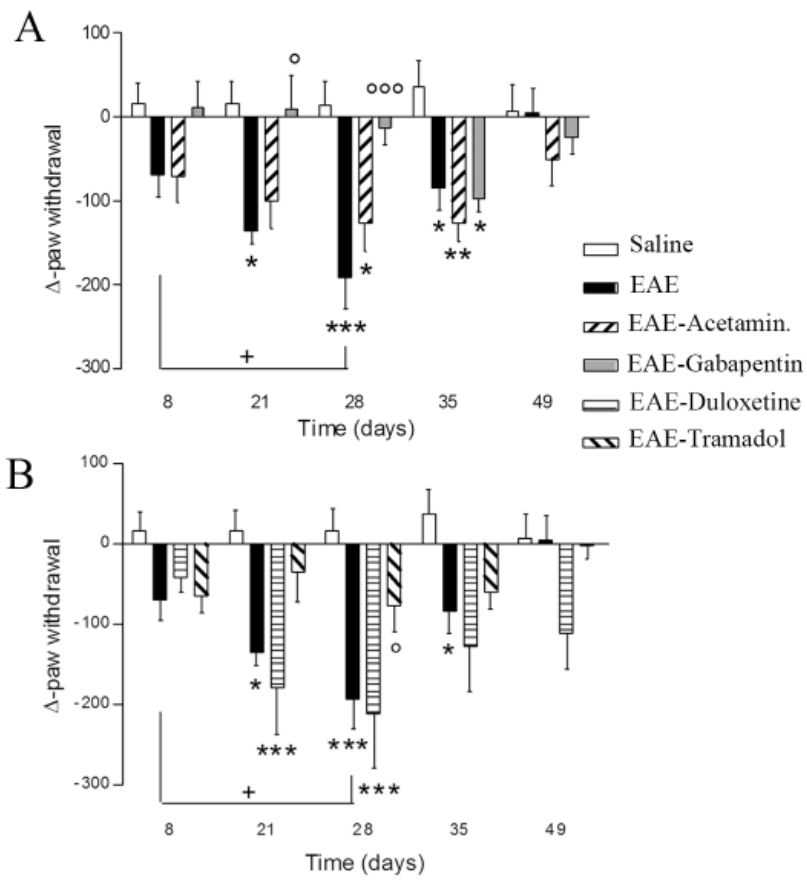 A
100
0
-100
-200
-300
Δ-paw withdrawal
°
°°°
*
***
*
*
**
*
+
8 21 28 35 49
Time (days)
Saline
EAE
EAE-Acetamin.
EAE-Gabapentin
EAE-Duloxetine
EAE-Tramadol
B
100
0
-100
-200
-300
Δ-paw withdrawal
*
***
***
***
°
*
+
8 21 28 35 49
Time (days)